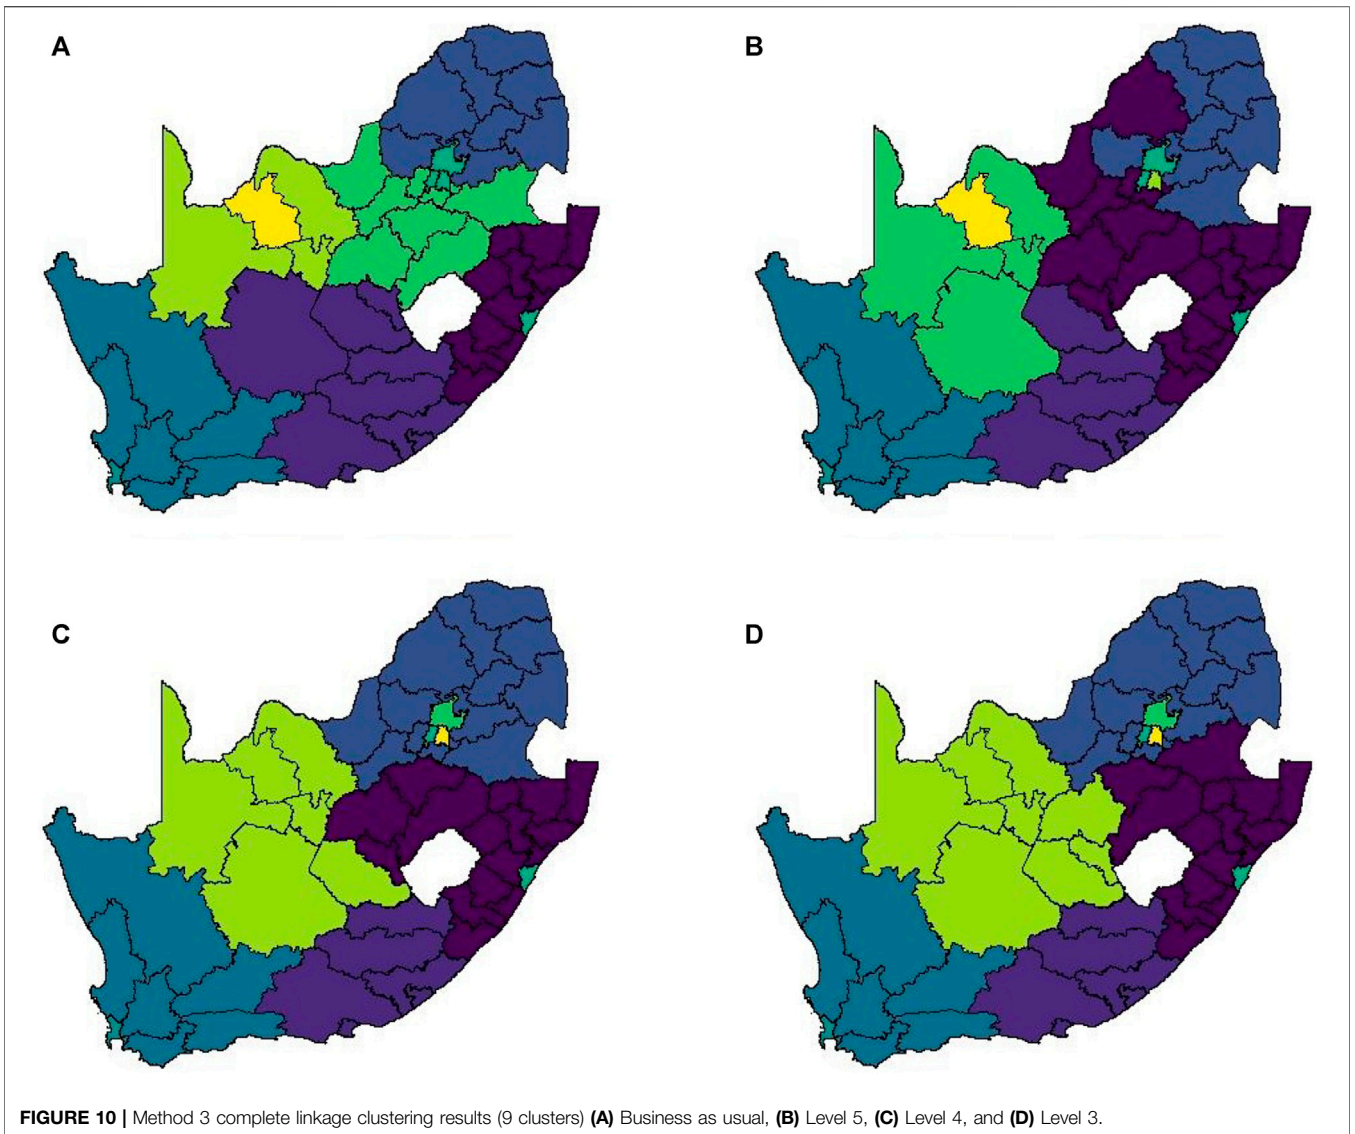 A
B
C
D
FIGURE 10 | Method 3 complete linkage clustering results (9 clusters) (A) Business as usual, (B) Level 5, (C) Level 4, and (D) Level 3.